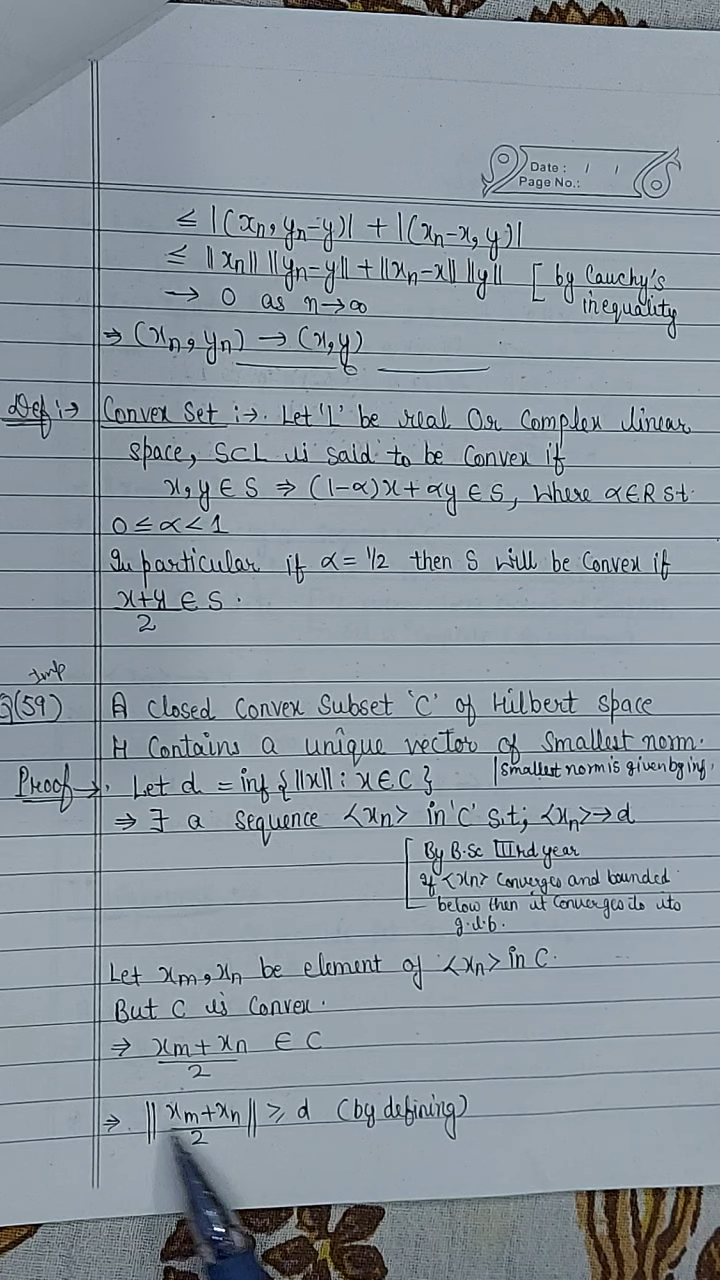 Date : / /
Page No.:
≤ |(xₙ, yₙ-y)| + |(xₙ-x, y)|
≤ ||xₙ|| ||yₙ-y|| + ||xₙ-x|| ||y|| [by Cauchy's
inequality
→ 0 as n→∞
⇒ (xₙ, yₙ) → (x, y)
Def :→ Convex Set :→. Let 'L' be real Or Complex linear
space, S⊂L is said to be Convex if
x, y ∈ S ⇒ (1-α)x + αy ∈ S, Where α∈R s.t.
0 ≤ α < 1
In particular if α = 1/2 then S will be Convex if
x+y/2 ∈ S.
Imp
(59) A Closed Convex Subset 'C' of Hilbert space
H Contains a unique vector of Smallest norm.
Proof →. Let d = inf {||x|| : x ∈ C} |Smallest norm is given by inf.
⇒ ∃ a sequence <xₙ> in 'C' s.t; <xₙ> → d
[By B.Sc IIIrd year
if <xₙ> Converges and bounded
below then it Converges to its
g.l.b.
Let xₘ, xₙ be element of <xₙ> in C.
But C is Convex.
⇒ xₘ + xₙ/2 ∈ C
⇒ ||xₘ+xₙ/2|| ≥ d (by defining)